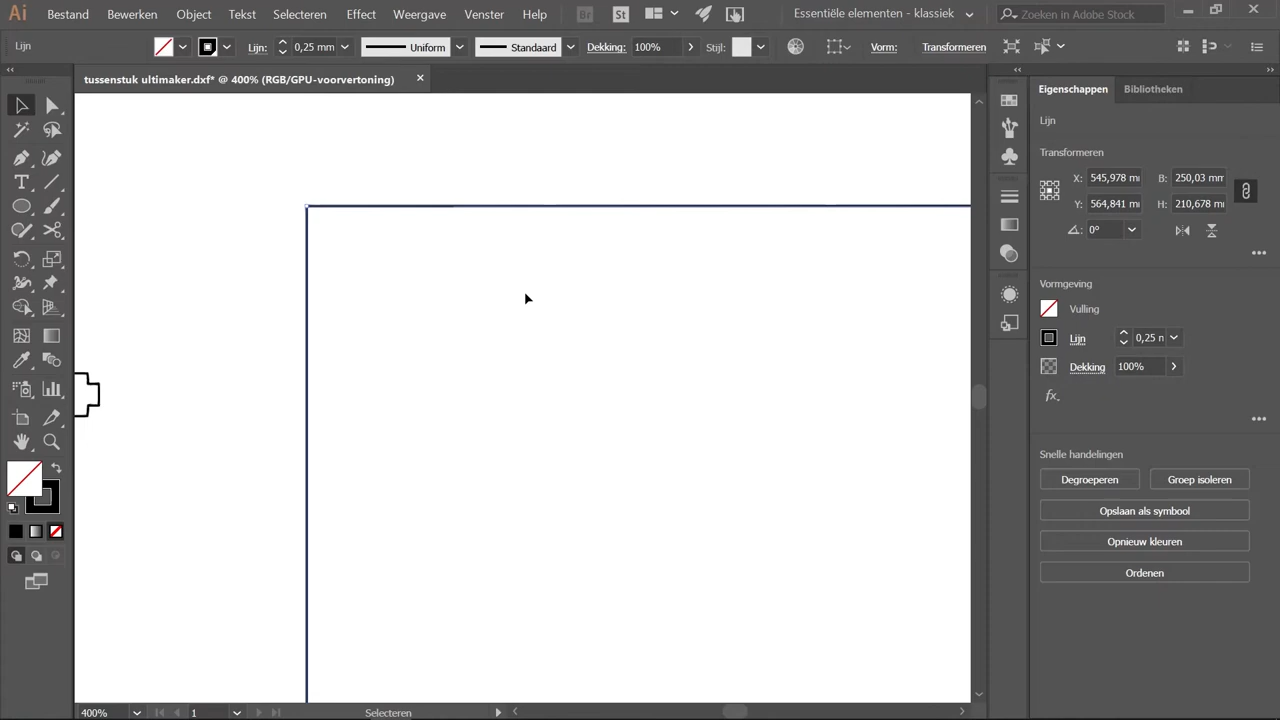 Ai Bestand Bewerken Object Tekst Selecteren Effect Weergave Venster Help Br St Essentiële elementen - klassiek Zoeken in Adobe Stock
Lijn Lijn: 0,25 mm Uniform Standaard Dekking: 100% Stijl: Vorm: Transformeren
tussenstuk ultimaker.dxf* @ 400% (RGB/GPU-voorvertoning)
Eigenschappen Bibliotheken
Lijn
Transformeren
X: 545,978 m B: 250,03 mm
Y: 564,841 m H: 210,678 m
0°
Vormgeving
Vulling
Lijn 0,25 n
Dekking 100%
fx.
Snelle handelingen
Degroeperen Groep isoleren
Opslaan als symbool
Opnieuw kleuren
Ordenen
400% 1 Selecteren